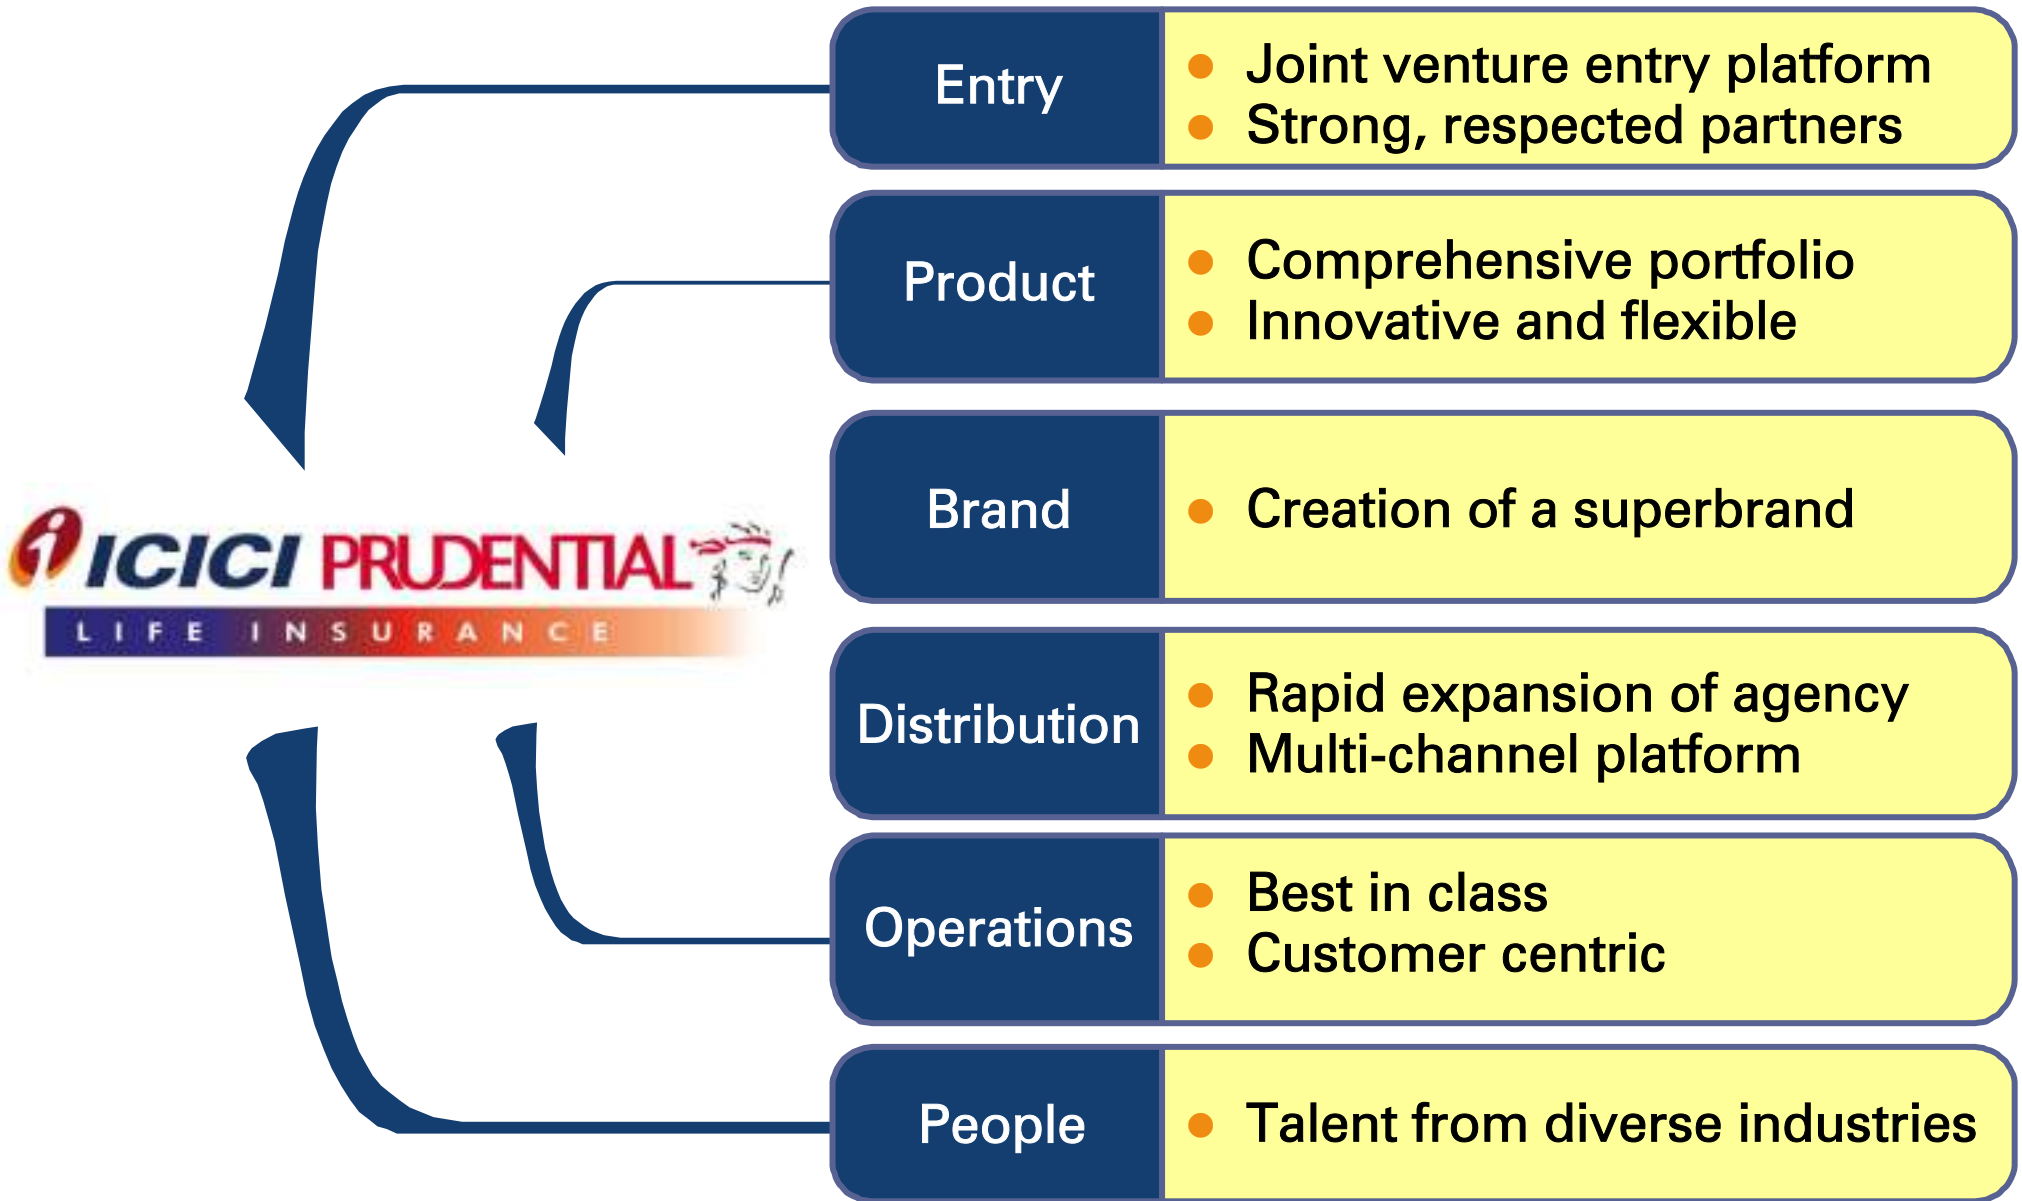 Entry
Joint venture entry platform
Strong, respected partners
Product
Comprehensive portfolio
Innovative and flexible
Brand
Creation of a superbrand
i ICICI PRUDENTIAL
LIFE INSURANCE
Distribution
Rapid expansion of agency
Multi-channel platform
Operations
Best in class
Customer centric
People
Talent from diverse industries